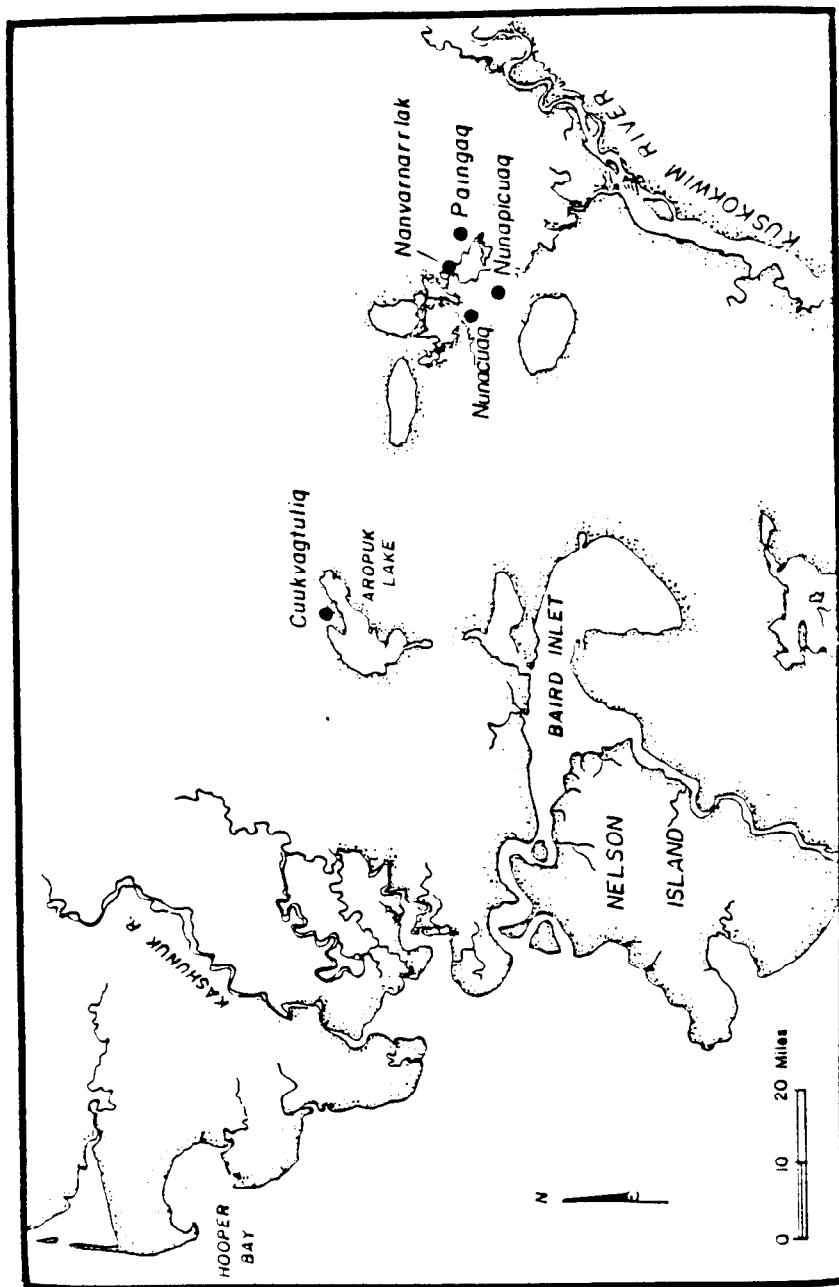 Nanvarnarrlak
Paingaq
Nunapicuaq
Nunacuaq
KUSKOKWIM RIVER
Cuukvagtuliq
AROPUK
LAKE
BAIRD INLET
NELSON
ISLAND
KASHUNUK R.
HOOPER
BAY
N
0 10 20 Miles